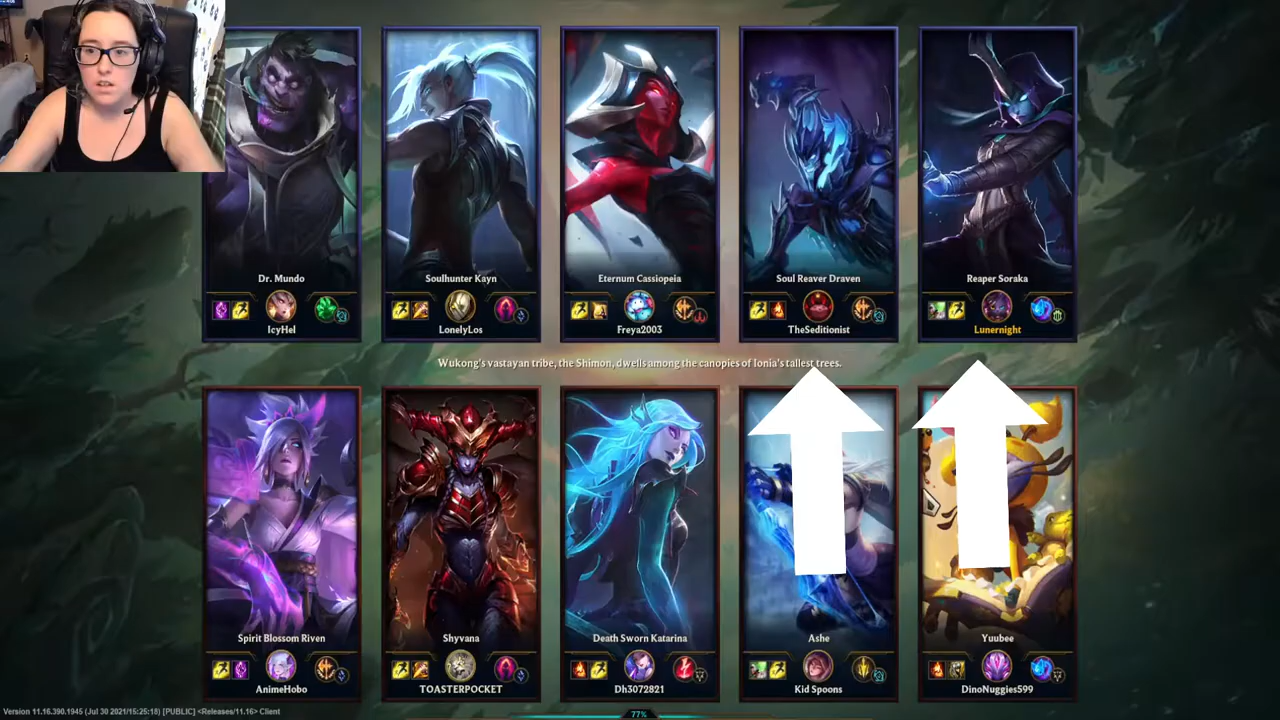 Dr. Mundo
Soulhunter Kayn
Eternum Cassiopeia
Soul Reaver Draven
Reaper Soraka
IcyHel
LonelyLos
Freya2003
TheSeditionist
Lunernight
Wukong's vastayan tribe, the Shimon, dwells among the canopies of Ionia's tallest trees.
Spirit Blossom Riven
Shyvana
Death Sworn Katarina
Ashe
Yuubee
AnimeHobo
TOASTERPOCKET
Dh3072821
Kid Spoons
DinoNuggies599
Version 11.16.390.1945 (Jul 30 2021/15:25:18) [PUBLIC] <Releases/11.16> Client
77%